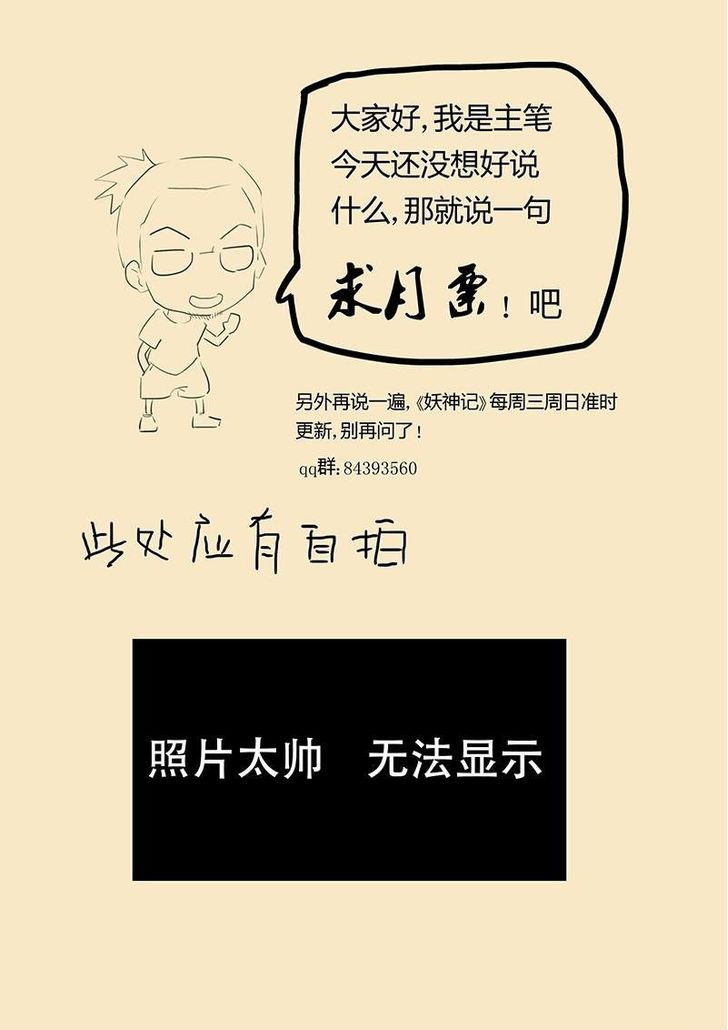 大家好,我是主笔
今天还没想好说
什么,那就说一句
求月票! 吧
另外再说一遍,《妖神记》每周三周日准时
更新,别再问了!
qq群:84393560
此处应有自拍
照片太帅 无法显示